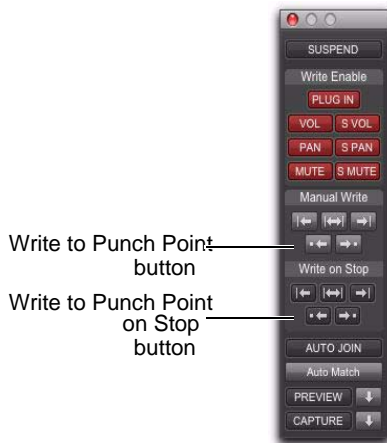 SUSPEND
Write Enable
PLUG IN
VOL S VOL
PAN S PAN
MUTE S MUTE
Manual Write
Write to Punch Point
button
Write on Stop
Write to Punch Point
on Stop
button
AUTO JOIN
Auto Match
PREVIEW
CAPTURE